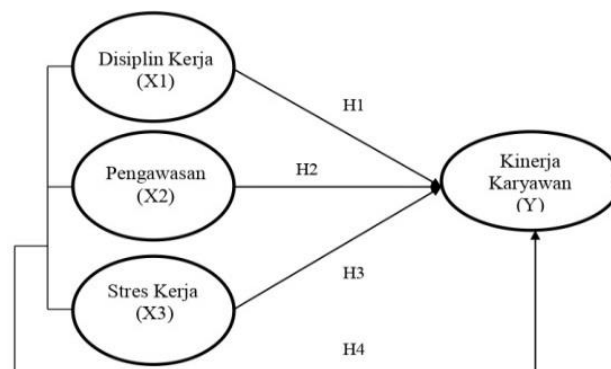 Disiplin Kerja
(X1)
H1
Pengawasan
(X2)
H2
Kinerja
Karyawan
(Y)
Stres Kerja
(X3)
H3
H4